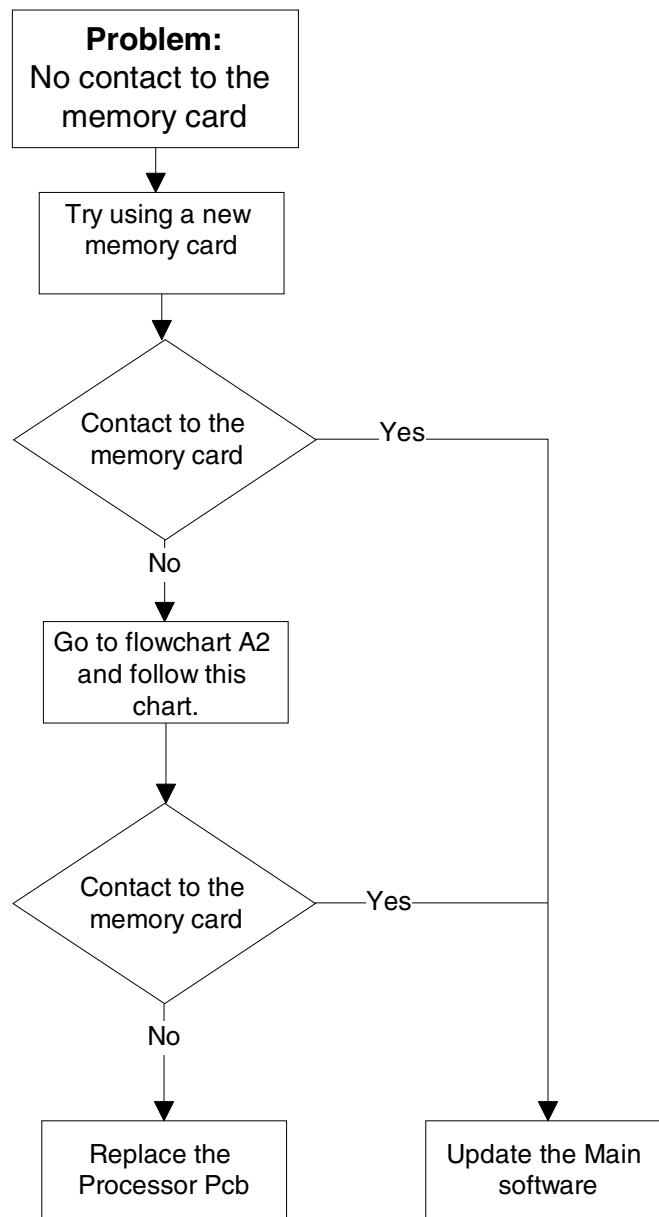 Problem:
No contact to the
memory card
Try using a new
memory card
Contact to the
memory card
Yes
No
Go to flowchart A2
and follow this
chart.
Contact to the
memory card
Yes
No
Replace the
Processor Pcb
Update the Main
software